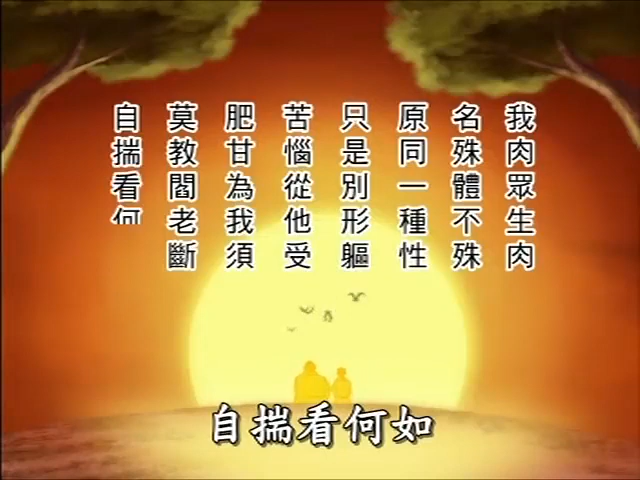 我肉眾生肉
名殊體不殊
原同一種性
只是別形軀
苦惱從他受
肥甘為我須
莫教閻老斷
自揣看何
自揣看何如